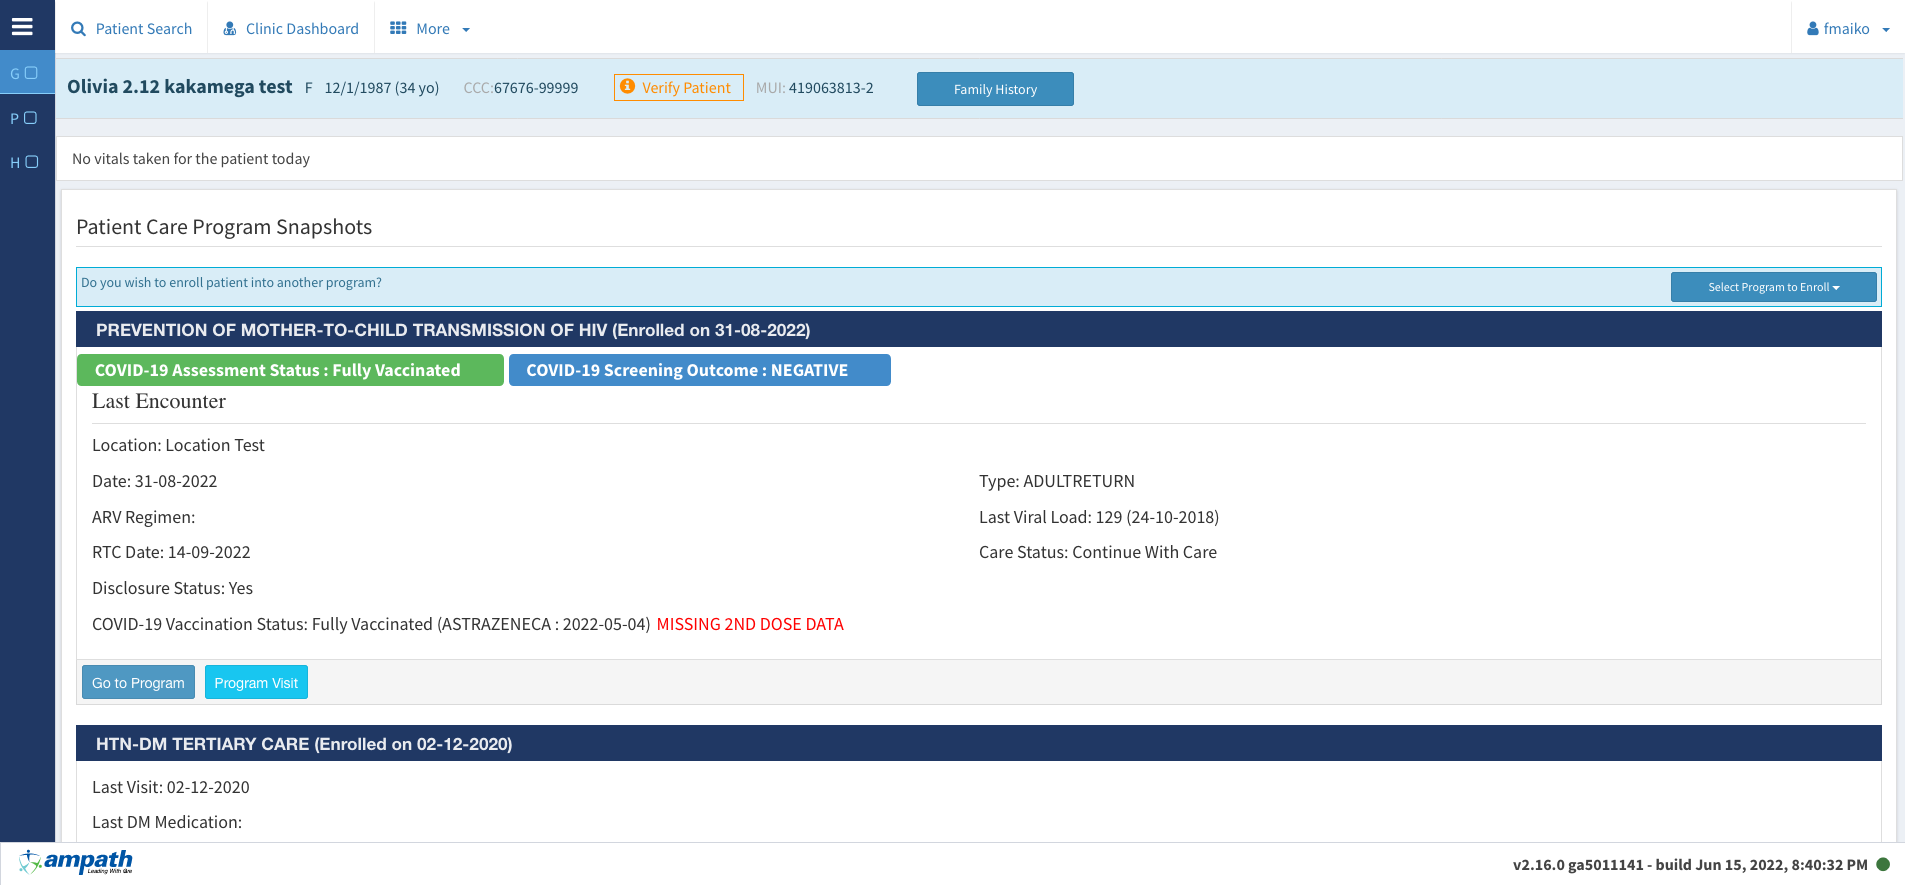 Patient Search Clinic Dashboard More fmaiko
G
P
H
Olivia 2.12 kakamega test F 12/1/1987 (34 yo) CCC:67676-99999 Verify Patient MUI: 419063813-2 Family History
No vitals taken for the patient today
Patient Care Program Snapshots
Do you wish to enroll patient into another program? Select Program to Enroll
PREVENTION OF MOTHER-TO-CHILD TRANSMISSION OF HIV (Enrolled on 31-08-2022)
COVID-19 Assessment Status : Fully Vaccinated COVID-19 Screening Outcome : NEGATIVE
Last Encounter
Location: Location Test
Date: 31-08-2022 Type: ADULTRETURN
ARV Regimen: Last Viral Load: 129 (24-10-2018)
RTC Date: 14-09-2022 Care Status: Continue With Care
Disclosure Status: Yes
COVID-19 Vaccination Status: Fully Vaccinated (ASTRAZENECA : 2022-05-04) MISSING 2ND DOSE DATA
Go to Program Program Visit
HTN-DM TERTIARY CARE (Enrolled on 02-12-2020)
Last Visit: 02-12-2020
Last DM Medication:
ampath
Leading With Care
v2.16.0 ga5011141 - build Jun 15, 2022, 8:40:32 PM